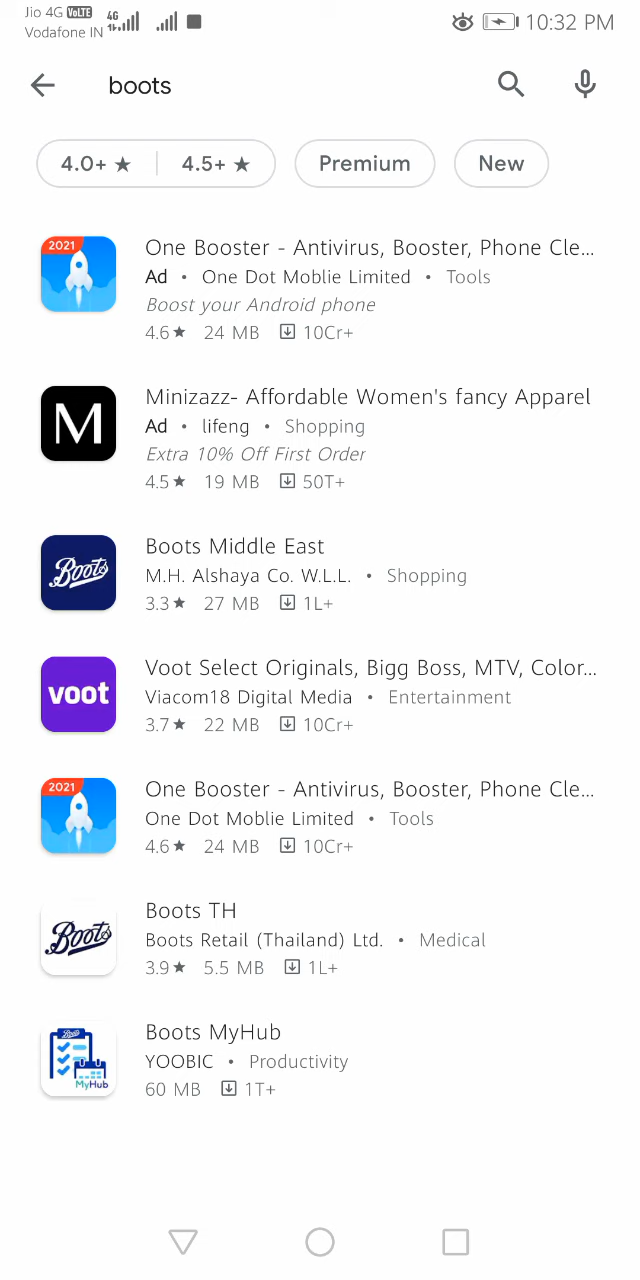 Jio 4G VoLTE 4G 10:32 PM
Vodafone IN
boots
4.0+ ★ 4.5+ ★ Premium New
2021
One Booster - Antivirus, Booster, Phone Cle...
Ad • One Dot Moblie Limited • Tools
Boost your Android phone
4.6★ 24 MB 10Cr+
M
Minizazz- Affordable Women's fancy Apparel
Ad • lifeng • Shopping
Extra 10% Off First Order
4.5★ 19 MB 50T+
Boots
Boots Middle East
M.H. Alshaya Co. W.L.L. • Shopping
3.3★ 27 MB 1L+
voot
Voot Select Originals, Bigg Boss, MTV, Color...
Viacom18 Digital Media • Entertainment
3.7★ 22 MB 10Cr+
2021
One Booster - Antivirus, Booster, Phone Cle...
One Dot Moblie Limited • Tools
4.6★ 24 MB 10Cr+
Boots
Boots TH
Boots Retail (Thailand) Ltd. • Medical
3.9★ 5.5 MB 1L+
Boots
MyHub
Boots MyHub
YOOBIC • Productivity
60 MB 1T+